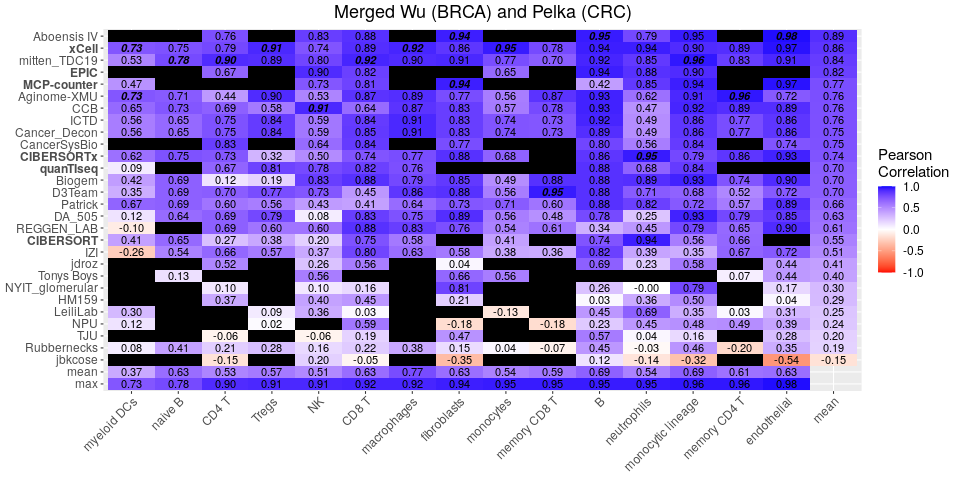 Merged Wu (BRCA) and Pelka (CRC)
Aboensis IV 0.76 0.83 0.88 0.94 0.95 0.79 0.95 0.98 0.89
xCell 0.73 0.75 0.79 0.91 0.74 0.89 0.92 0.86 0.95 0.78 0.94 0.94 0.90 0.89 0.97 0.86
mitten_TDC19 0.53 0.78 0.90 0.89 0.80 0.92 0.90 0.91 0.77 0.70 0.92 0.85 0.96 0.83 0.91 0.84
EPIC 0.67 0.90 0.82 0.65 0.94 0.88 0.90 0.82
MCP-counter 0.47 0.73 0.81 0.94 0.42 0.85 0.94 0.97 0.77
Aginome-XMU 0.73 0.71 0.44 0.90 0.53 0.87 0.89 0.77 0.56 0.87 0.93 0.62 0.91 0.96 0.72 0.76
CCB 0.65 0.73 0.69 0.58 0.91 0.64 0.87 0.83 0.57 0.78 0.93 0.47 0.92 0.89 0.89 0.76
ICTD 0.56 0.65 0.75 0.84 0.59 0.84 0.91 0.83 0.74 0.73 0.92 0.49 0.86 0.77 0.86 0.76
Cancer_Decon 0.56 0.65 0.75 0.84 0.59 0.85 0.91 0.83 0.74 0.73 0.89 0.49 0.86 0.77 0.86 0.75
CancerSysBio 0.83 0.64 0.91 0.77 0.80 0.56 0.84 0.74 0.75
CIBERSORTx 0.62 0.75 0.73 0.32 0.50 0.74 0.77 0.88 0.68 0.86 0.95 0.79 0.86 0.93 0.74
quanTIseq 0.09 0.67 0.81 0.78 0.82 0.76 0.88 0.68 0.84 0.70
Biogem 0.42 0.69 0.12 0.19 0.83 0.83 0.87 0.85 0.49 0.88 0.88 0.89 0.93 0.74 0.90 0.70
D3Team 0.35 0.69 0.70 0.77 0.73 0.45 0.86 0.88 0.56 0.95 0.88 0.71 0.68 0.52 0.72 0.70
Patrick 0.67 0.69 0.60 0.56 0.43 0.41 0.64 0.73 0.71 0.60 0.88 0.82 0.72 0.57 0.89 0.66
DA_505 0.12 0.64 0.69 0.79 0.08 0.83 0.75 0.89 0.56 0.48 0.78 0.25 0.93 0.79 0.85 0.63
REGGEN_LAB -0.10 0.69 0.60 0.60 0.88 0.83 0.76 0.54 0.61 0.34 0.45 0.79 0.65 0.90 0.61
CIBERSORT 0.41 0.65 0.27 0.38 0.20 0.75 0.58 0.41 0.74 0.94 0.56 0.66 0.55
IZI -0.26 0.54 0.66 0.57 0.37 0.80 0.63 0.58 0.38 0.36 0.82 0.39 0.35 0.67 0.72 0.51
jdroz 0.52 0.26 0.56 0.04 0.69 0.23 0.58 0.44 0.41
Tonys Boys 0.13 0.56 0.66 0.56 0.07 0.44 0.40
NYIT_glomerular 0.10 0.10 0.16 0.81 0.26 -0.00 0.79 0.17 0.30
HM159 0.37 0.40 0.45 0.21 0.03 0.36 0.50 0.04 0.29
LeiliLab 0.30 0.09 0.36 0.03 -0.13 0.45 0.69 0.35 0.03 0.31 0.25
NPU 0.12 0.02 0.59 -0.18 -0.18 0.23 0.45 0.48 0.49 0.39 0.24
TJU -0.06 -0.06 0.19 0.47 0.57 0.04 0.16 0.28 0.20
Rubbernecks 0.08 0.41 0.21 0.28 0.16 0.22 0.38 0.15 0.04 -0.07 0.45 -0.03 0.46 -0.20 0.35 0.19
jbkcose -0.15 0.20 -0.05 -0.35 0.12 -0.14 -0.32 -0.54 -0.15
mean 0.37 0.63 0.53 0.57 0.51 0.63 0.77 0.63 0.54 0.59 0.69 0.54 0.69 0.61 0.63
max 0.73 0.78 0.90 0.91 0.91 0.92 0.92 0.94 0.95 0.95 0.95 0.95 0.96 0.96 0.98
myeloid DCs naive B CD4 T Tregs NK CD8 T macrophages fibroblasts monocytes memory CD8 T B neutrophils monocytic lineage memory CD4 T endothelial mean
Pearson
Correlation
1.0
0.5
0.0
-0.5
-1.0